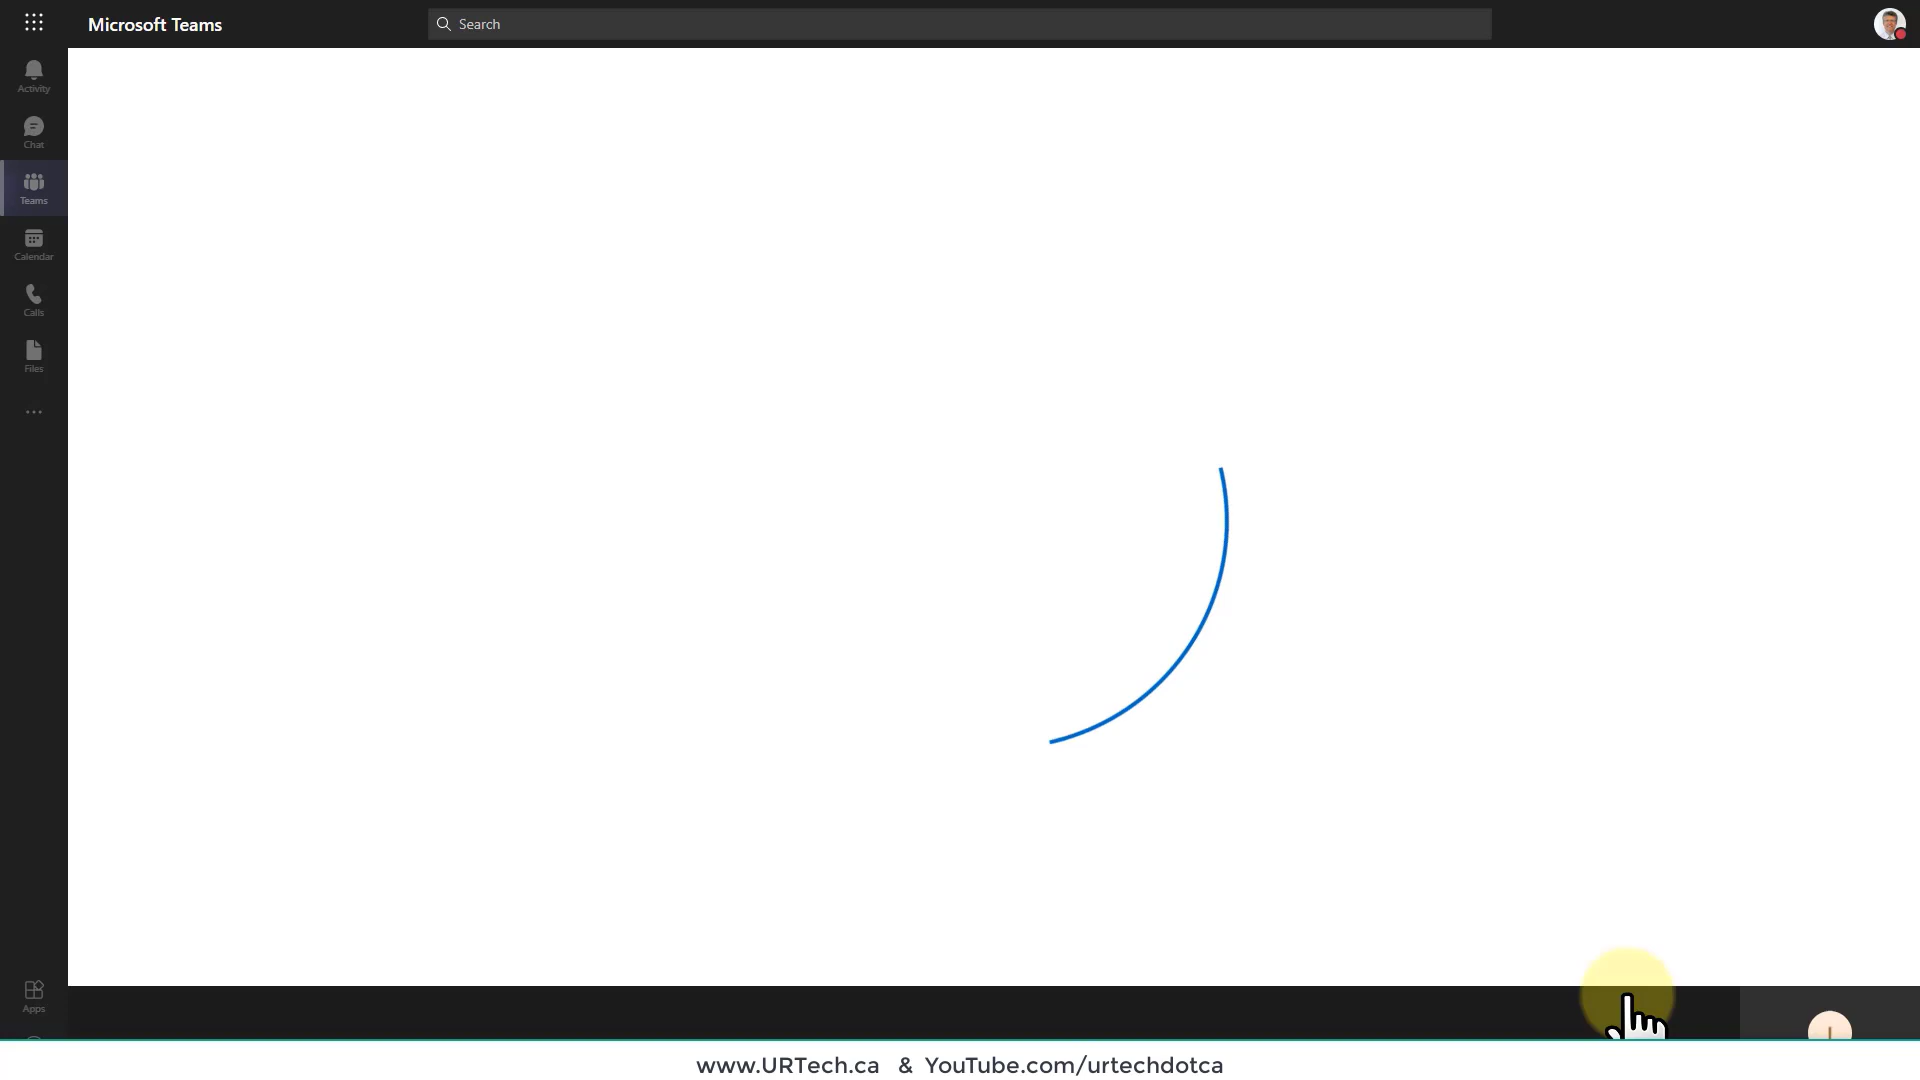 Microsoft Teams
Search
Activity
Chat
Teams
Calendar
Calls
Files
Apps
www.URTech.ca & YouTube.com/urtechdotca